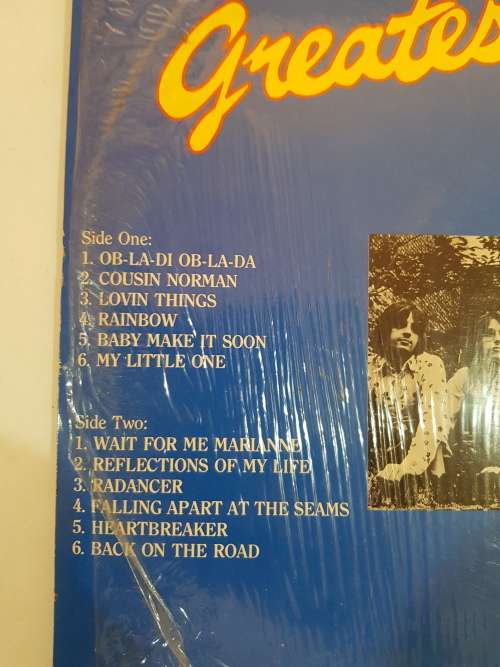 Greates
Side One:
1. OB-LA-DI OB-LA-DA
2. COUSIN NORMAN
3. LOVIN THINGS
4. RAINBOW
5. BABY MAKE IT SOON
6. MY LITTLE ONE
Side Two:
1. WAIT FOR ME MARIANNE
2. REFLECTIONS OF MY LIFE
3. RADANCER
4. FALLING APART AT THE SEAMS
5. HEARTBREAKER
6. BACK ON THE ROAD